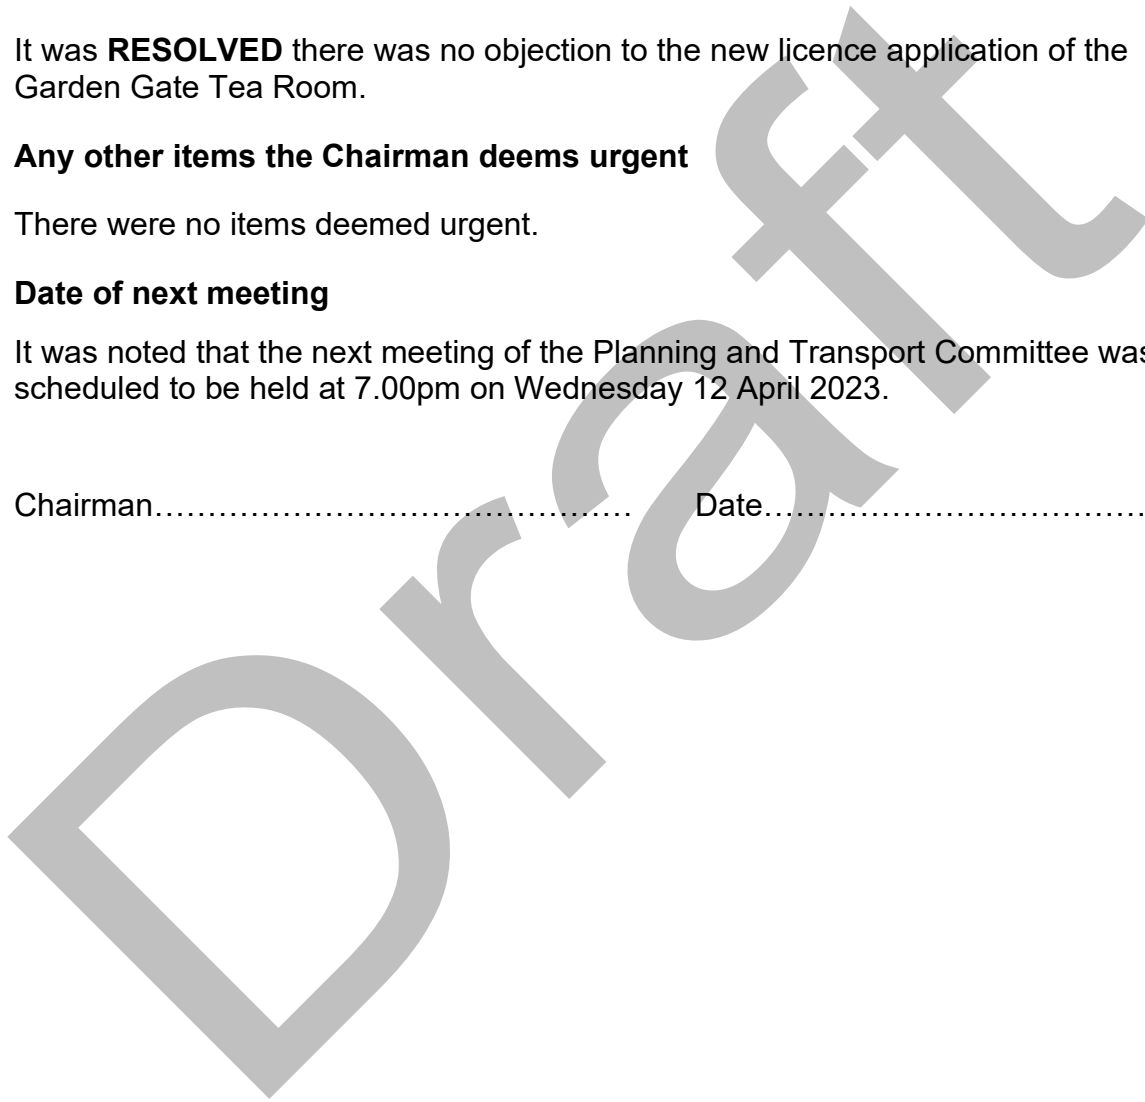 It was RESOLVED there was no objection to the new licence application of the
Garden Gate Tea Room.
Any other items the Chairman deems urgent
There were no items deemed urgent.
Date of next meeting
It was noted that the next meeting of the Planning and Transport Committee was
scheduled to be held at 7.00pm on Wednesday 12 April 2023.
Chairman……………………………………… Date………………………………
Draft